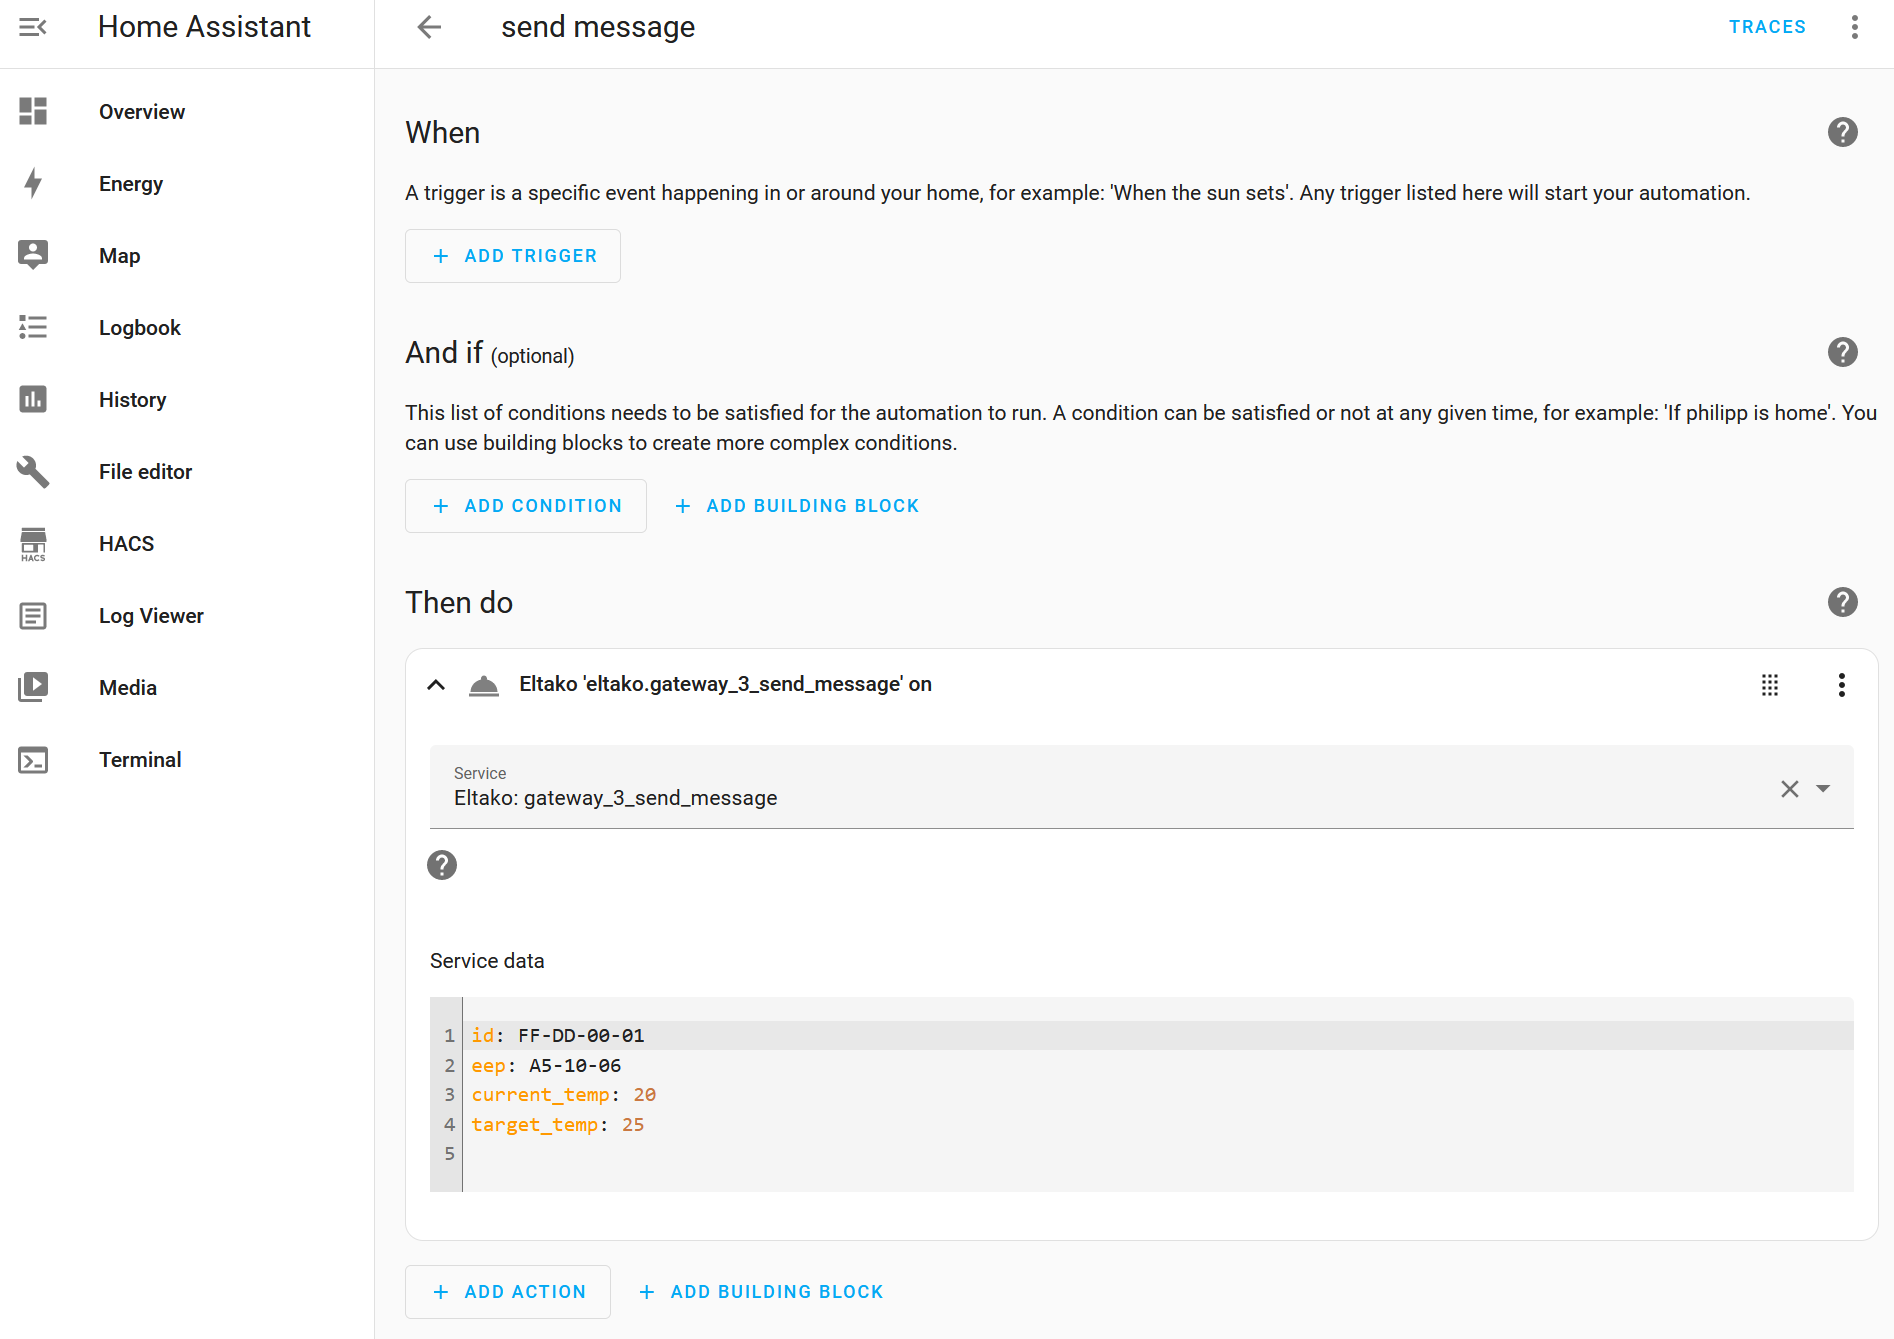 Home Assistant
send message
TRACES
Overview
Energy
Map
Logbook
History
File editor
HACS
HACS
Log Viewer
Media
Terminal
When
A trigger is a specific event happening in or around your home, for example: 'When the sun sets'. Any trigger listed here will start your automation.
+ ADD TRIGGER
And if (optional)
This list of conditions needs to be satisfied for the automation to run. A condition can be satisfied or not at any given time, for example: 'If philipp is home'. You
can use building blocks to create more complex conditions.
+ ADD CONDITION + ADD BUILDING BLOCK
Then do
Eltako 'eltako.gateway_3_send_message' on
Service
Eltako: gateway_3_send_message
Service data
1 id: FF-DD-00-01
2 eep: A5-10-06
3 current_temp: 20
4 target_temp: 25
5
+ ADD ACTION + ADD BUILDING BLOCK